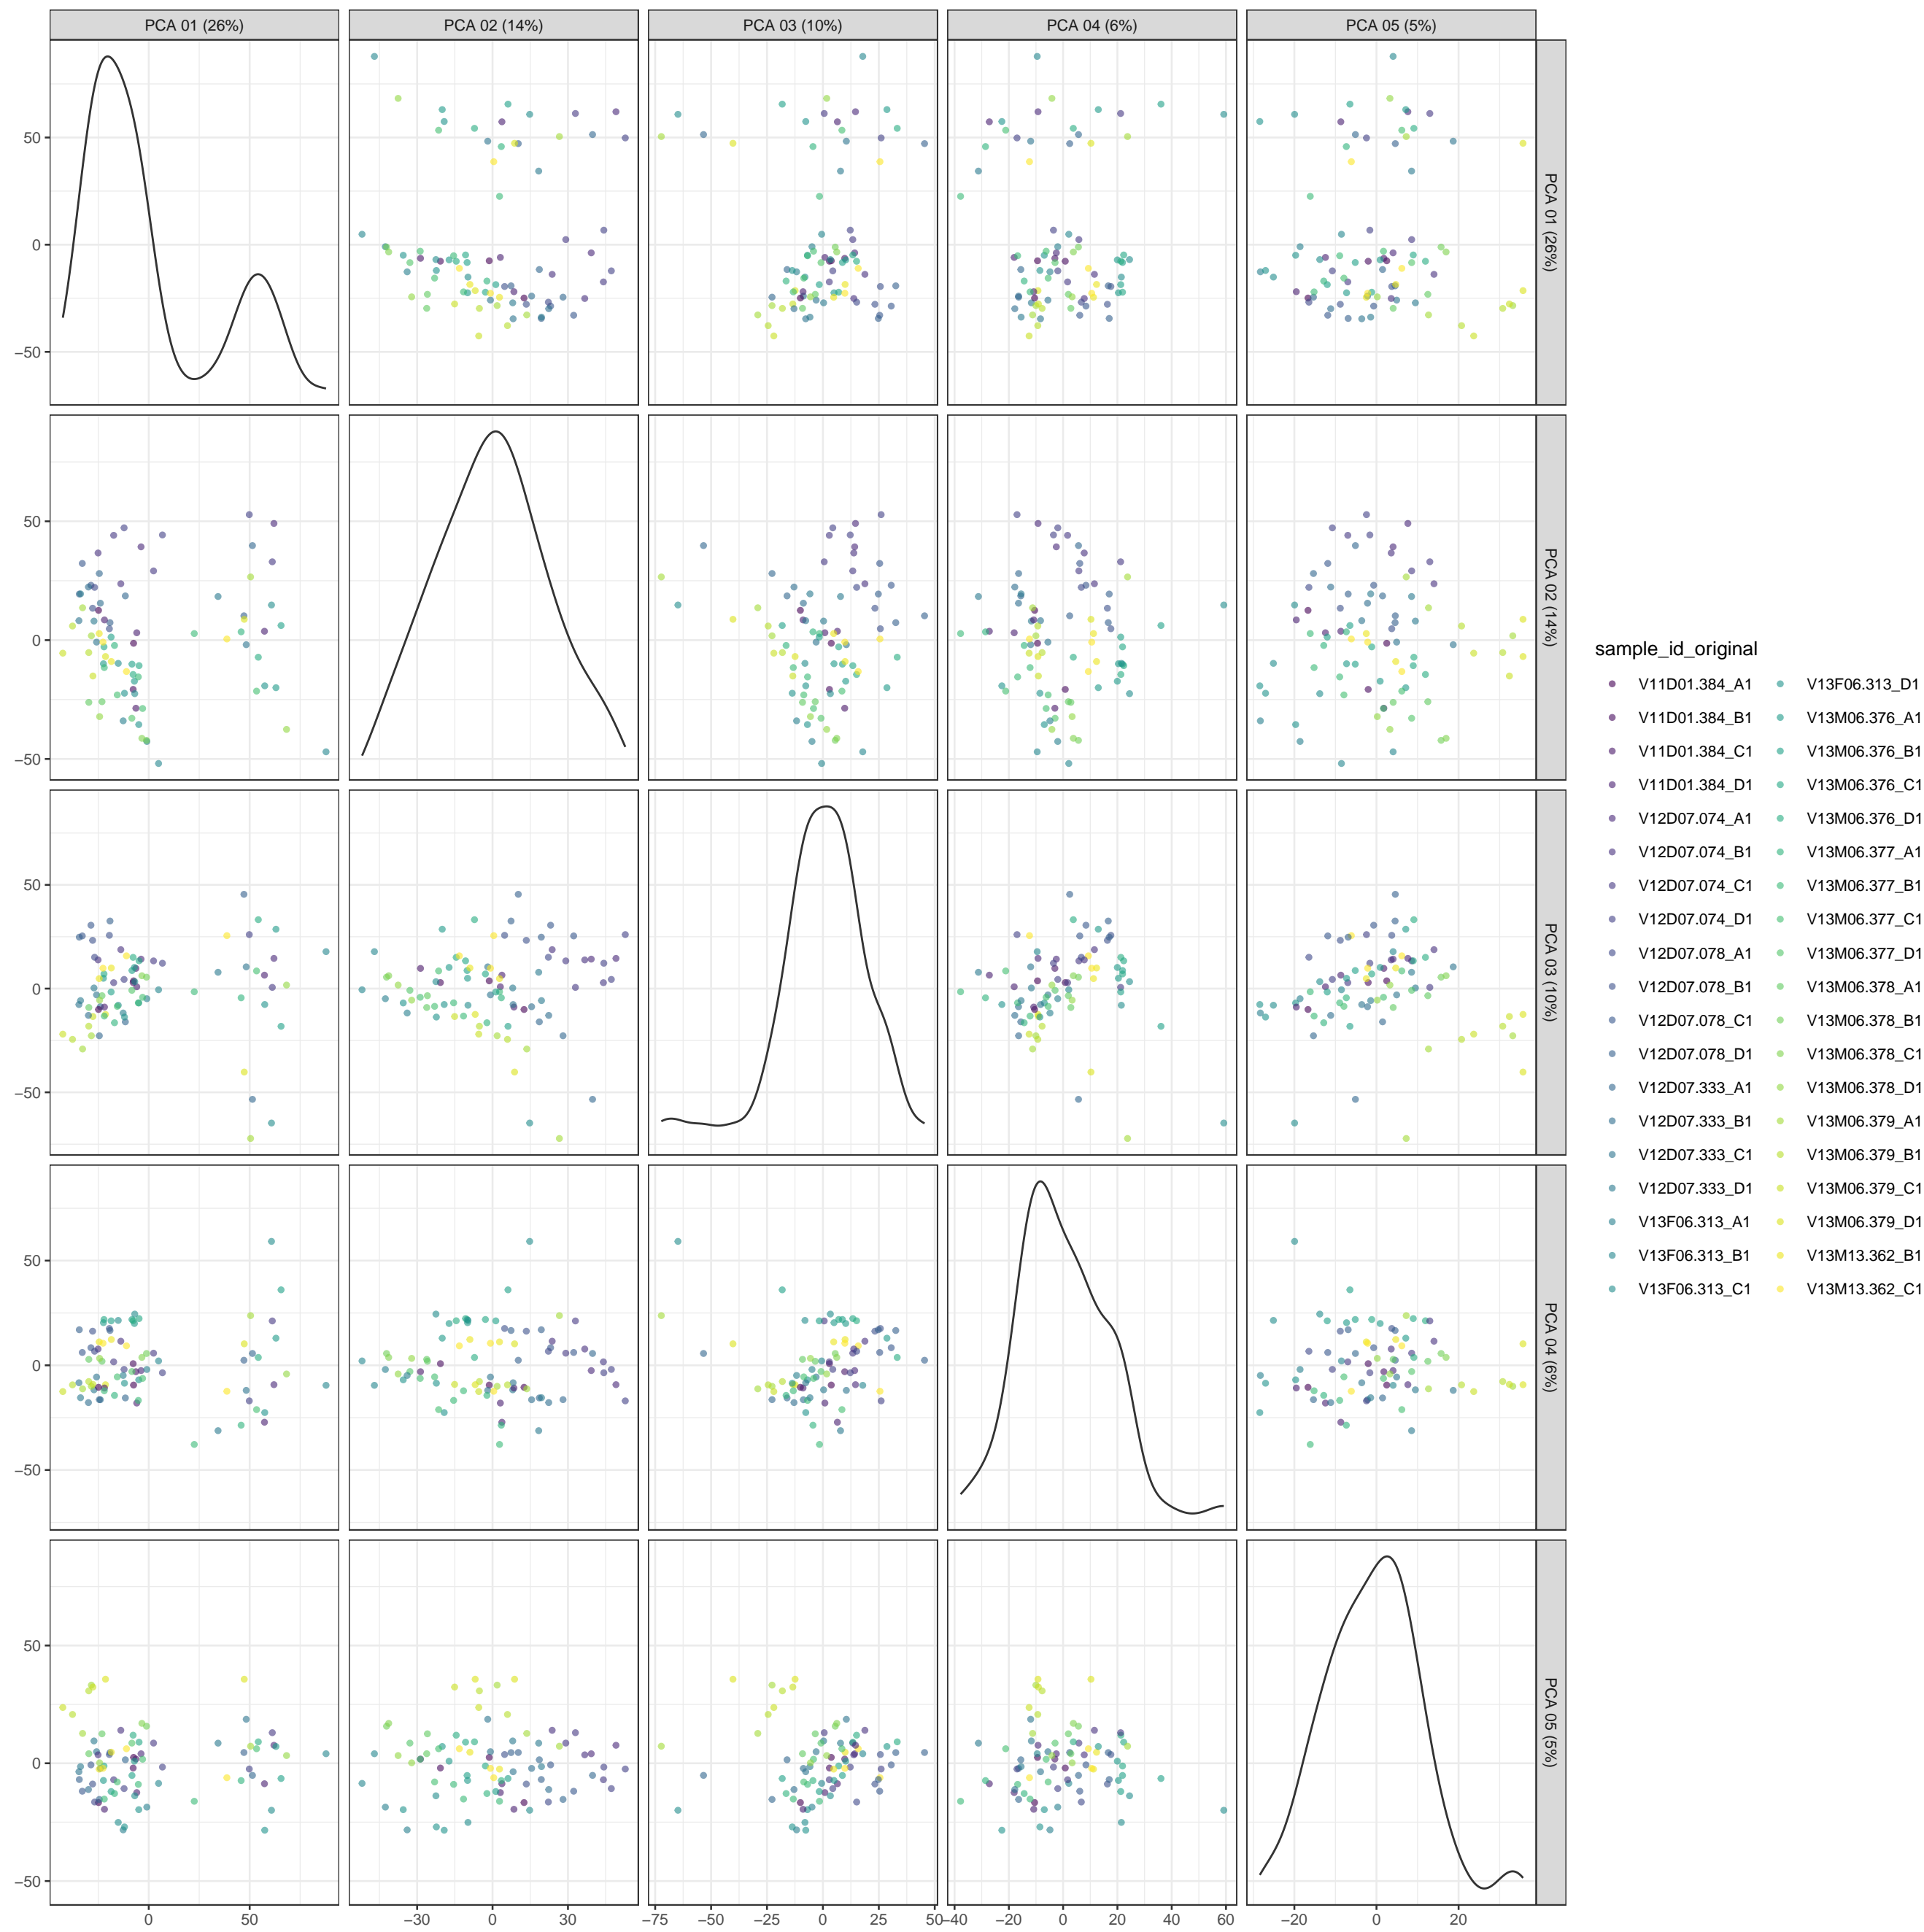 PCA 01 (26%)
PCA 02 (14%)
PCA 03 (10%)
PCA 04 (6%)
PCA 05 (5%)
50
0
−50
PCA 01 (26%)
50
0
−50
PCA 02 (14%)
50
0
−50
PCA 03 (10%)
50
0
−50
PCA 04 (6%)
50
0
−50
PCA 05 (5%)
0 50
−30 0 30
−75 −50 −25 0 25 50
−40 −20 0 20 40 60
−20 0 20
sample_id_original
V11D01.384_A1
V11D01.384_B1
V11D01.384_C1
V11D01.384_D1
V12D07.074_A1
V12D07.074_B1
V12D07.074_C1
V12D07.074_D1
V12D07.078_A1
V12D07.078_B1
V12D07.078_C1
V12D07.078_D1
V12D07.333_A1
V12D07.333_B1
V12D07.333_C1
V12D07.333_D1
V13F06.313_A1
V13F06.313_B1
V13F06.313_C1
V13F06.313_D1
V13M06.376_A1
V13M06.376_B1
V13M06.376_C1
V13M06.376_D1
V13M06.377_A1
V13M06.377_B1
V13M06.377_C1
V13M06.377_D1
V13M06.378_A1
V13M06.378_B1
V13M06.378_C1
V13M06.378_D1
V13M06.379_A1
V13M06.379_B1
V13M06.379_C1
V13M06.379_D1
V13M13.362_B1
V13M13.362_C1